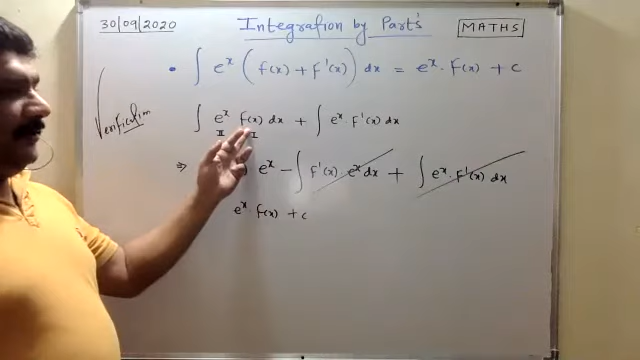 30/09/2020 Integration by Part's MATHS
• ∫ eˣ (f(x) + f'(x)) dx = eˣ. f(x) + c
Verification
∫ eˣ f(x) dx + ∫ eˣ. f'(x) dx
II I
⇒ eˣ − ∫ f'(x) eˣ dx + ∫ eˣ. f'(x) dx
eˣ f(x) + c